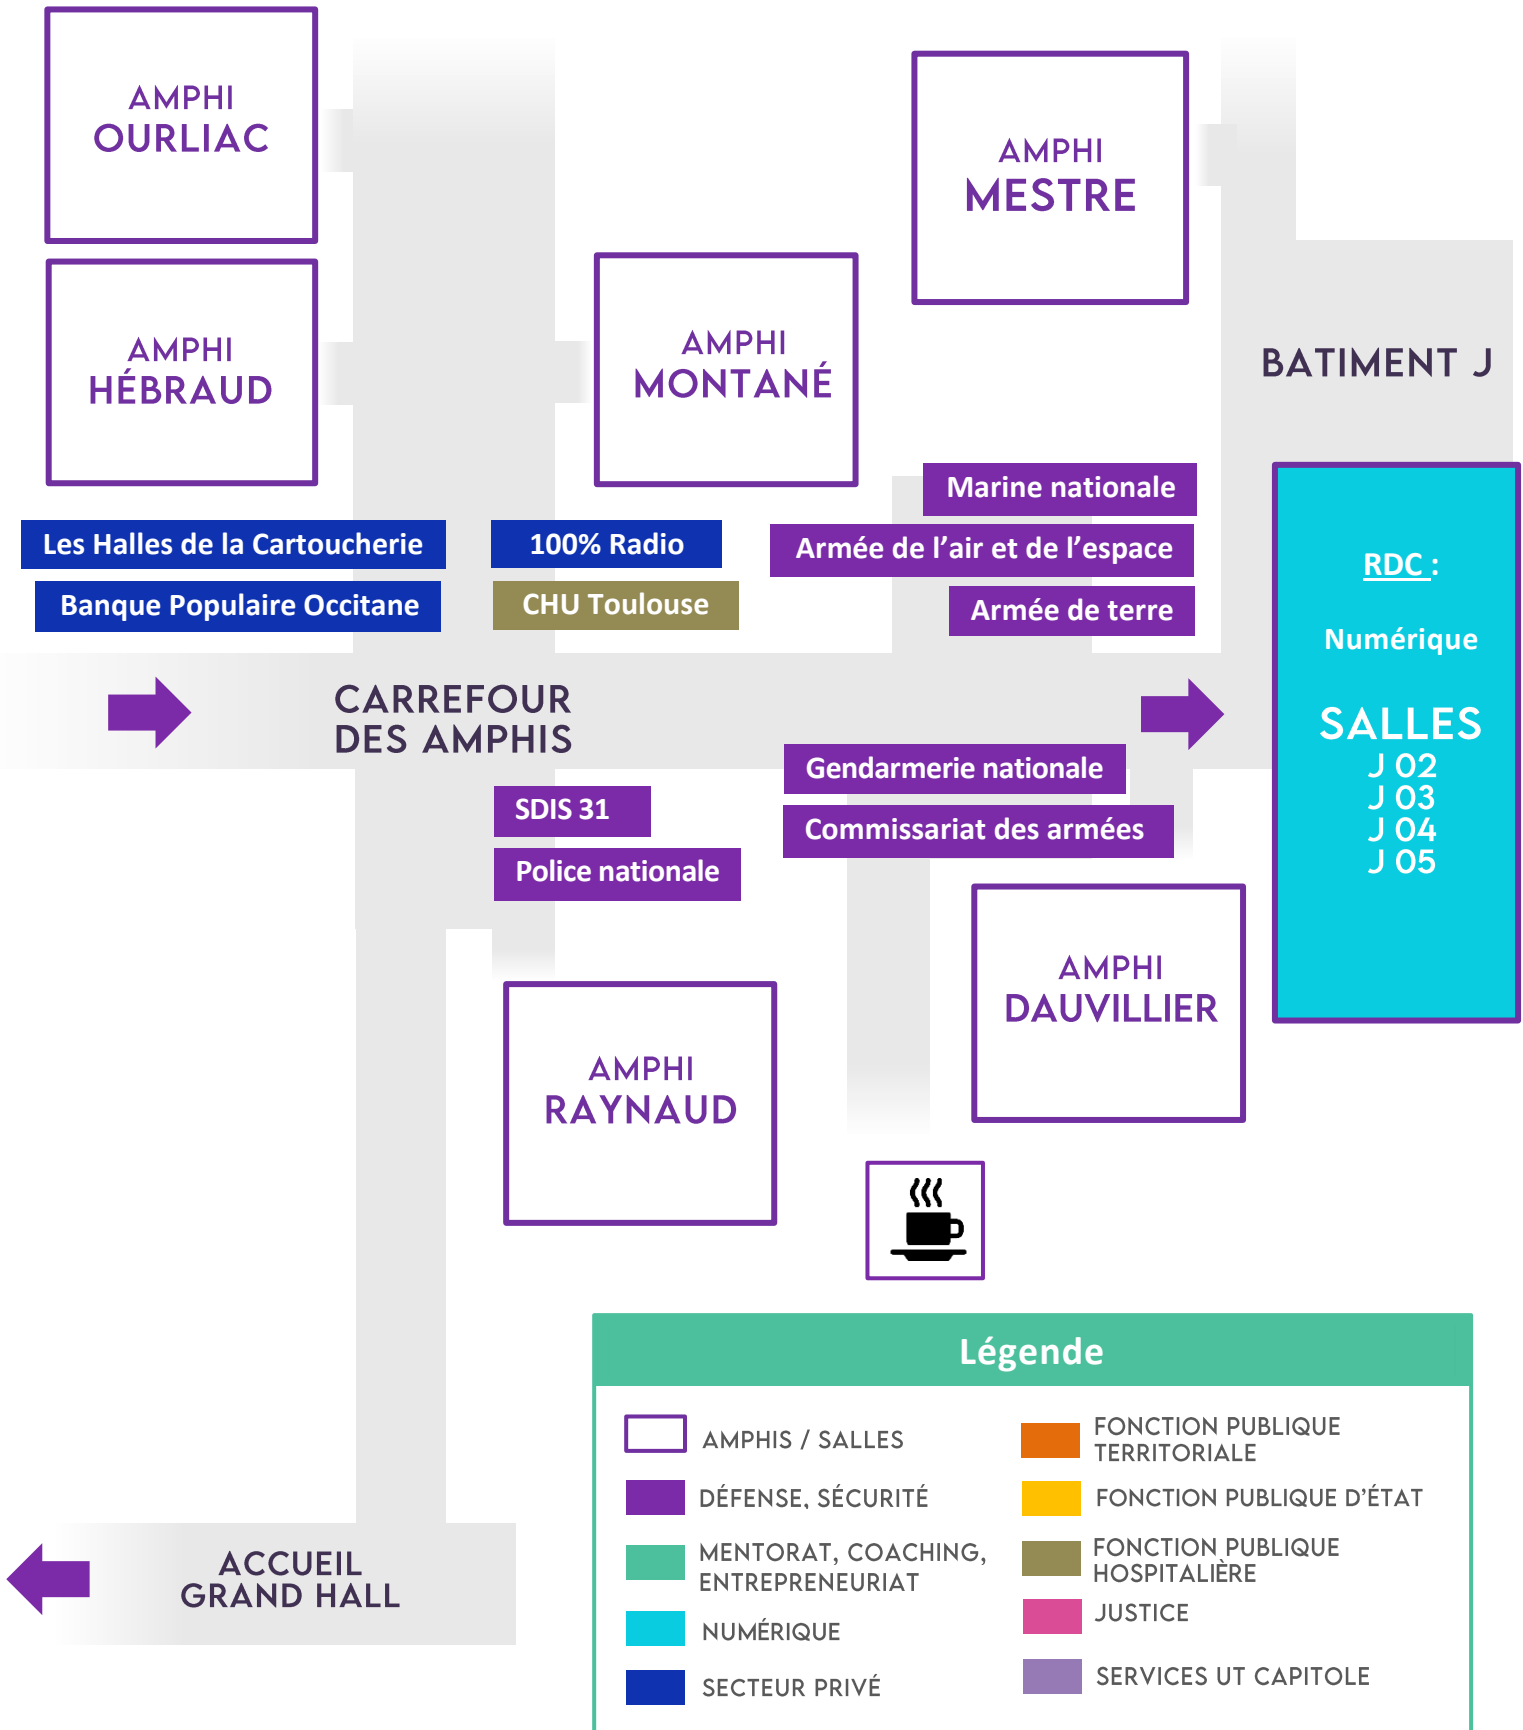 AMPHI
OURLIAC
AMPHI
MESTRE
AMPHI
HÉBRAUD
AMPHI
MONTANÉ
BATIMENT J
Marine nationale
Les Halles de la Cartoucherie
100% Radio
Armée de l’air et de l’espace
Banque Populaire Occitane
CHU Toulouse
Armée de terre
RDC :
Numérique
SALLES
J 02
J 03
J 04
J 05
CARREFOUR
DES AMPHIS
Gendarmerie nationale
SDIS 31
Commissariat des armées
Police nationale
AMPHI
DAUVILLIER
AMPHI
RAYNAUD
Légende
AMPHIS / SALLES
DÉFENSE, SÉCURITÉ
MENTORAT, COACHING,
ENTREPRENEURIAT
NUMÉRIQUE
SECTEUR PRIVÉ
FONCTION PUBLIQUE
TERRITORIALE
FONCTION PUBLIQUE D’ÉTAT
FONCTION PUBLIQUE
HOSPITALIÈRE
JUSTICE
SERVICES UT CAPITOLE
ACCUEIL
GRAND HALL